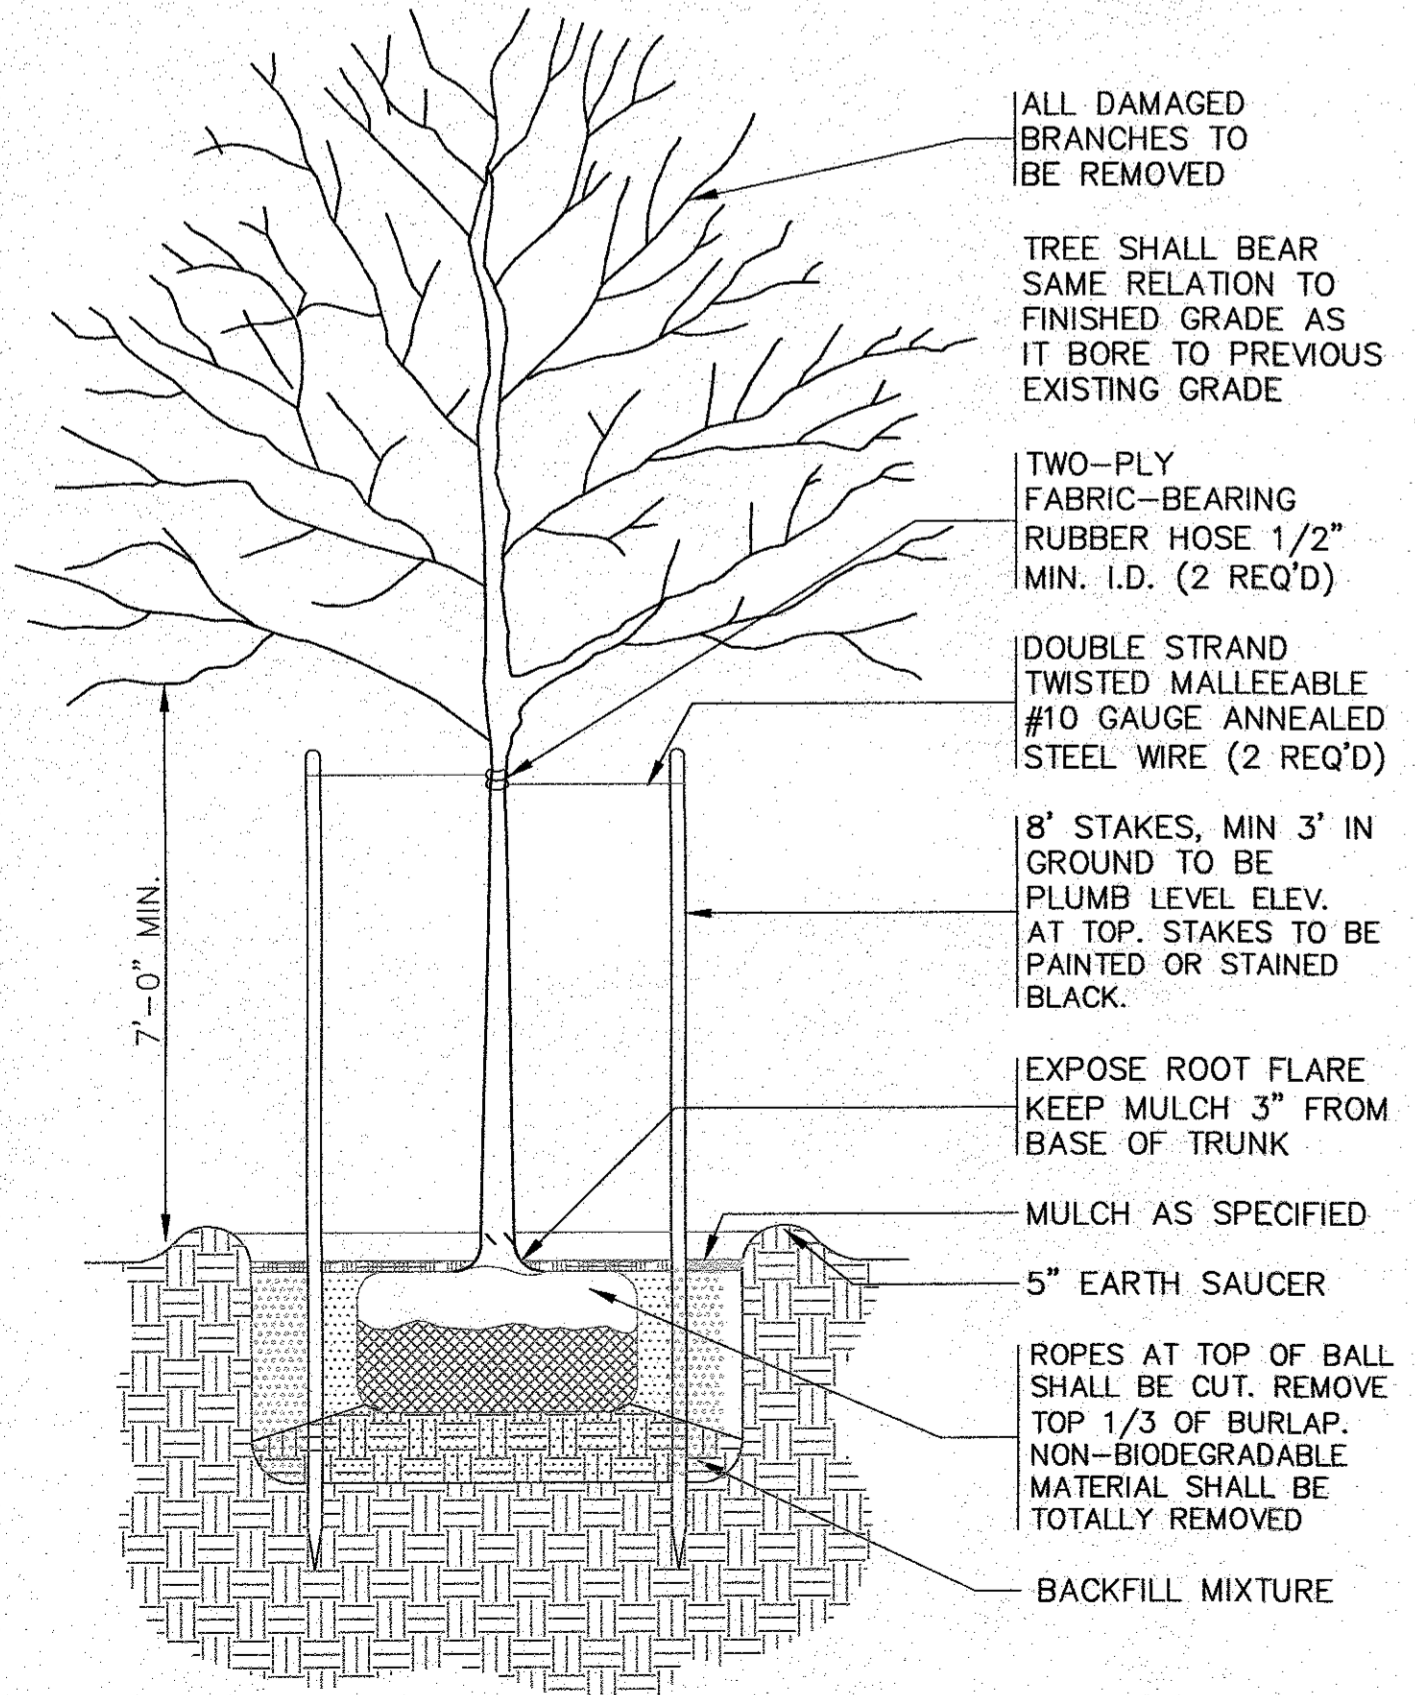 ALL DAMAGED
BRANCHES TO
BE REMOVED
TREE SHALL BEAR
SAME RELATION TO
FINISHED GRADE AS
IT BORE TO PREVIOUS
EXISTING GRADE
TWO-PLY
FABRIC-BEARING
RUBBER HOSE 1/2"
MIN. I.D. (2 REQ'D)
DOUBLE STRAND
TWISTED MALLEEABLE
#10 GAUGE ANNEALED
STEEL WIRE (2 REQ'D)
8' STAKES, MIN 3' IN
GROUND TO BE
PLUMB LEVEL ELEV.
AT TOP. STAKES TO BE
PAINTED OR STAINED
BLACK.
7'-0" MIN.
EXPOSE ROOT FLARE
KEEP MULCH 3" FROM
BASE OF TRUNK
MULCH AS SPECIFIED
5" EARTH SAUCER
ROPES AT TOP OF BALL
SHALL BE CUT. REMOVE
TOP 1/3 OF BURLAP.
NON-BIODEGRADABLE
MATERIAL SHALL BE
TOTALLY REMOVED
BACKFILL MIXTURE